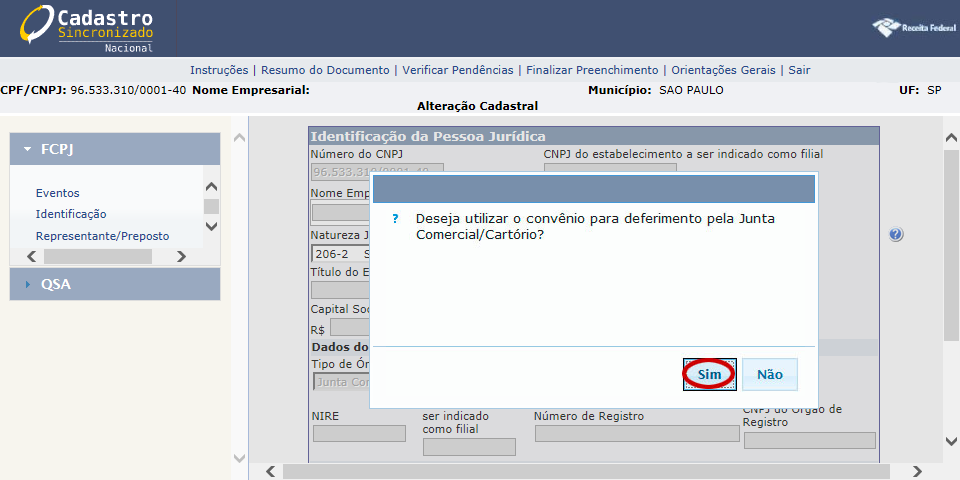 Cadastro
Sincronizado
Nacional
Receita Federal
Instruções | Resumo do Documento | Verificar Pendências | Finalizar Preenchimento | Orientações Gerais | Sair
CPF/CNPJ: 96.533.310/0001-40 Nome Empresarial: Município: SAO PAULO UF: SP
Alteração Cadastral
FCPJ
Eventos
Identificação
Representante/Preposto
QSA
Identificação da Pessoa Jurídica
Número do CNPJ CNPJ do estabelecimento a ser indicado como filial
96.533.310/0001-40
Nome Emp
Natureza J
206-2 S
Título do E
Capital Soc
R$
Dados do
Tipo de Ór
Junta Con
? Deseja utilizar o convênio para deferimento pela Junta
Comercial/Cartório?
Sim Não
NIRE
ser indicado
como filial
Número de Registro
CNPJ do Órgão de
Registro
?